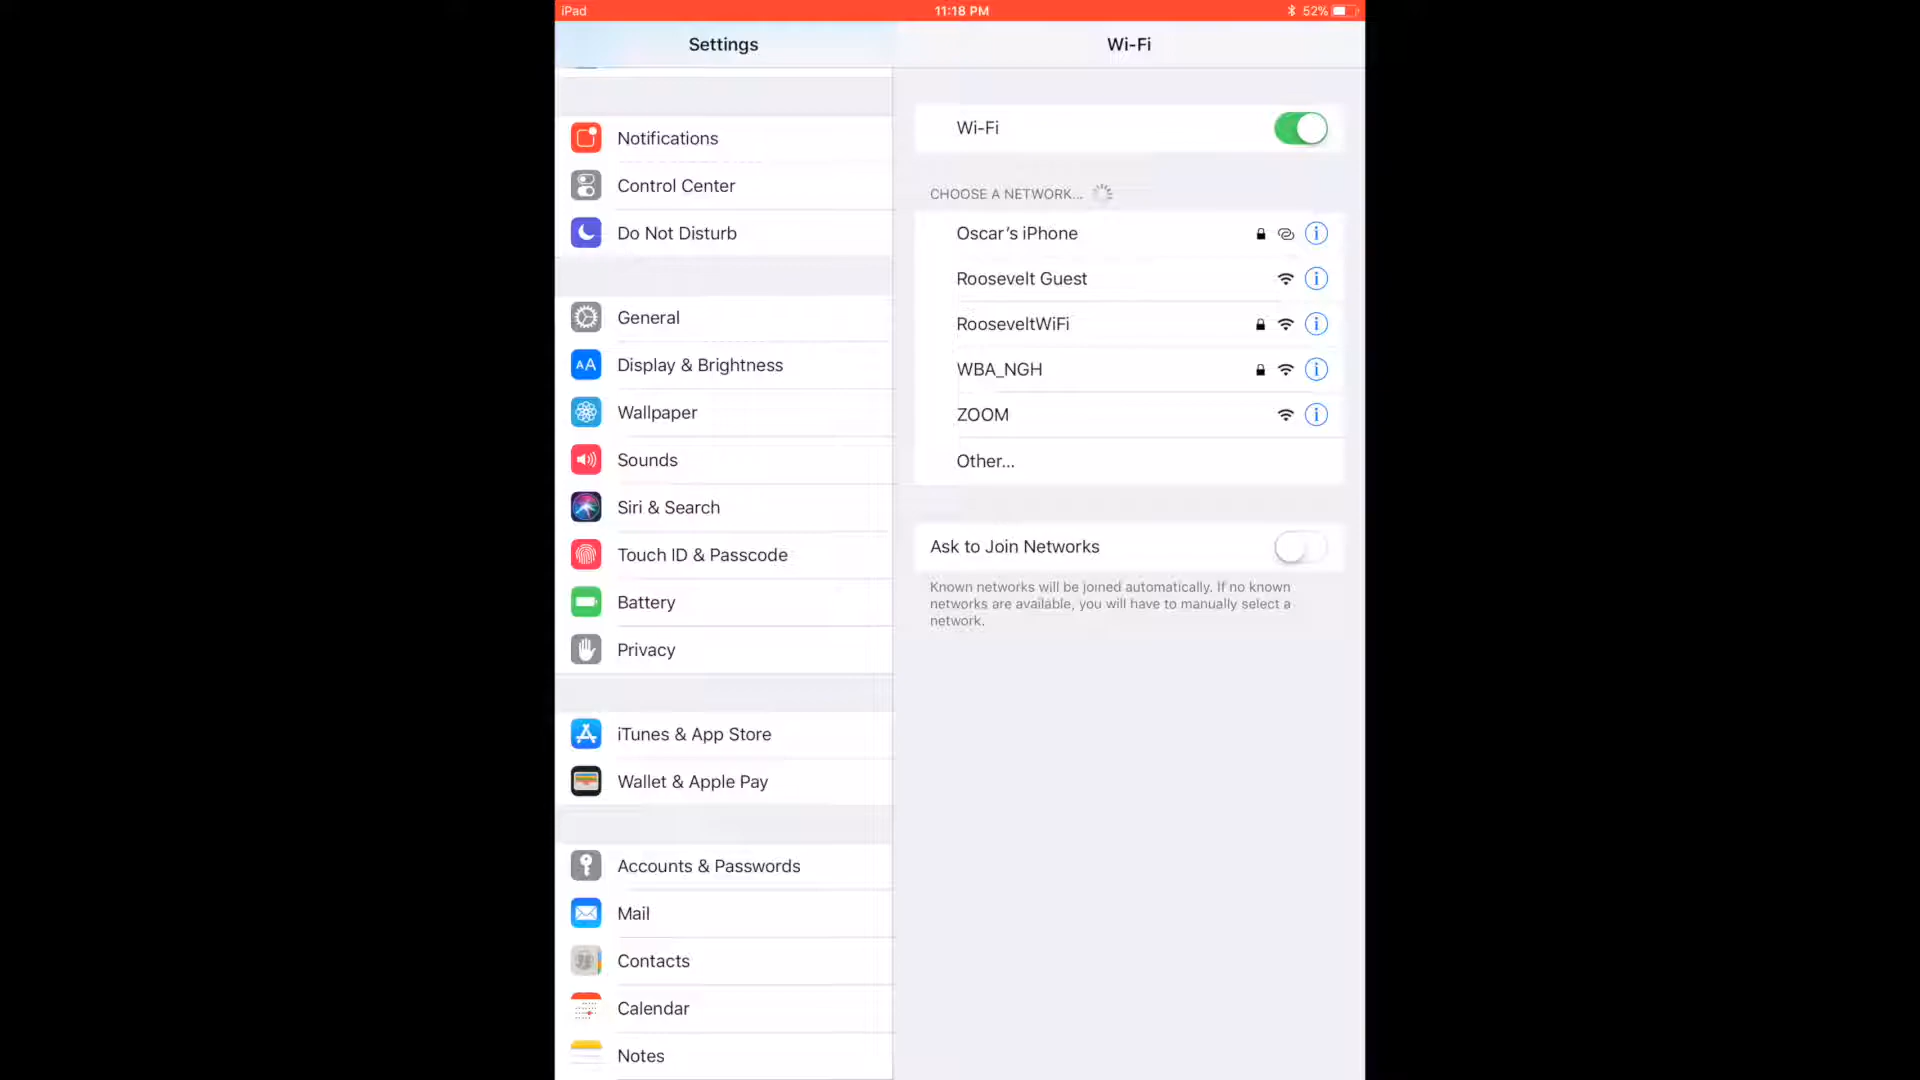 iPad
11:18 PM
52%
Settings
Wi-Fi
Notifications
Control Center
Do Not Disturb
General
AA
Display & Brightness
Wallpaper
Sounds
Siri & Search
Touch ID & Passcode
Battery
Privacy
iTunes & App Store
Wallet & Apple Pay
Accounts & Passwords
Mail
Contacts
Calendar
Notes
Wi-Fi
CHOOSE A NETWORK...
Oscar's iPhone
Roosevelt Guest
RooseveltWiFi
WBA_NGH
ZOOM
Other...
Ask to Join Networks
Known networks will be joined automatically. If no known
networks are available, you will have to manually select a
network.